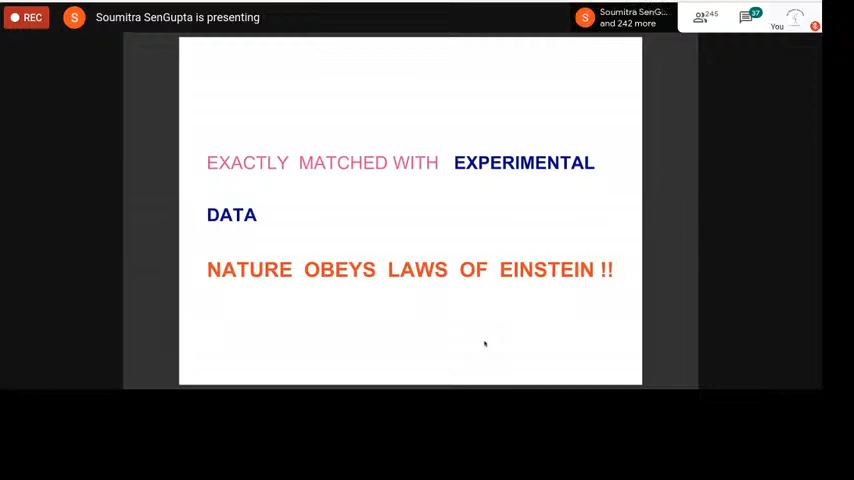 REC
S
Soumitra SenGupta is presenting
S
Soumitra SenG...
and 242 more
245
37
You
EXACTLY MATCHED WITH EXPERIMENTAL
DATA
NATURE OBEYS LAWS OF EINSTEIN !!